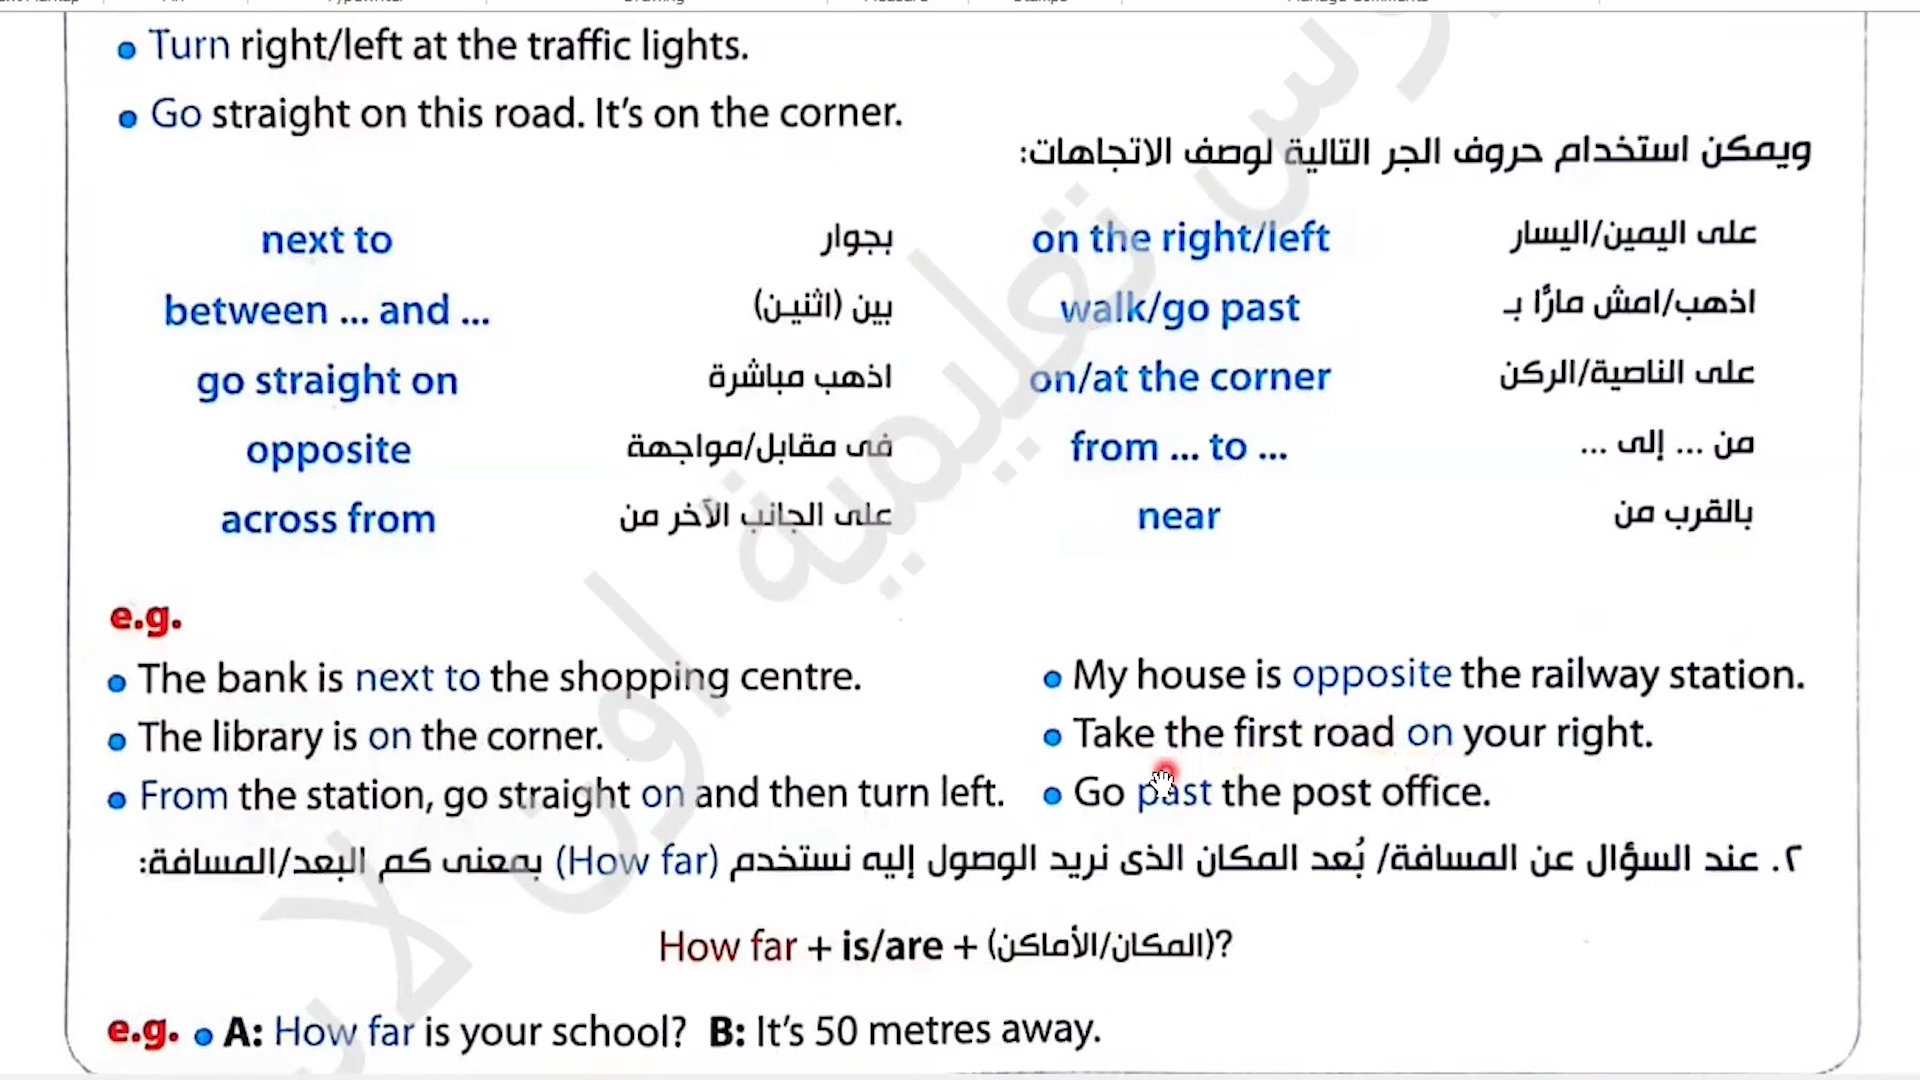 • Turn right/left at the traffic lights.
• Go straight on this road. It's on the corner.
ويمكن استخدام حروف الجر التالية لوصف الاتجاهات:
next to بجوار on the right/left على اليمين/اليسار
between ... and ... بين (اثنين) walk/go past اذهب/امش مارًّا بـ
go straight on اذهب مباشرة on/at the corner على الناصية/الركن
opposite فى مقابل/مواجهة from ... to ... من ... إلى ...
across from على الجانب الآخر من near بالقرب من
e.g.
• The bank is next to the shopping centre. • My house is opposite the railway station.
• The library is on the corner. • Take the first road on your right.
• From the station, go straight on and then turn left. • Go past the post office.
٢. عند السؤال عن المسافة/ بُعد المكان الذى نريد الوصول إليه نستخدم (How far) بمعنى كم البعد/المسافة:
How far + is/are + (المكان/الأماكن)?
e.g. • A: How far is your school? B: It's 50 metres away.